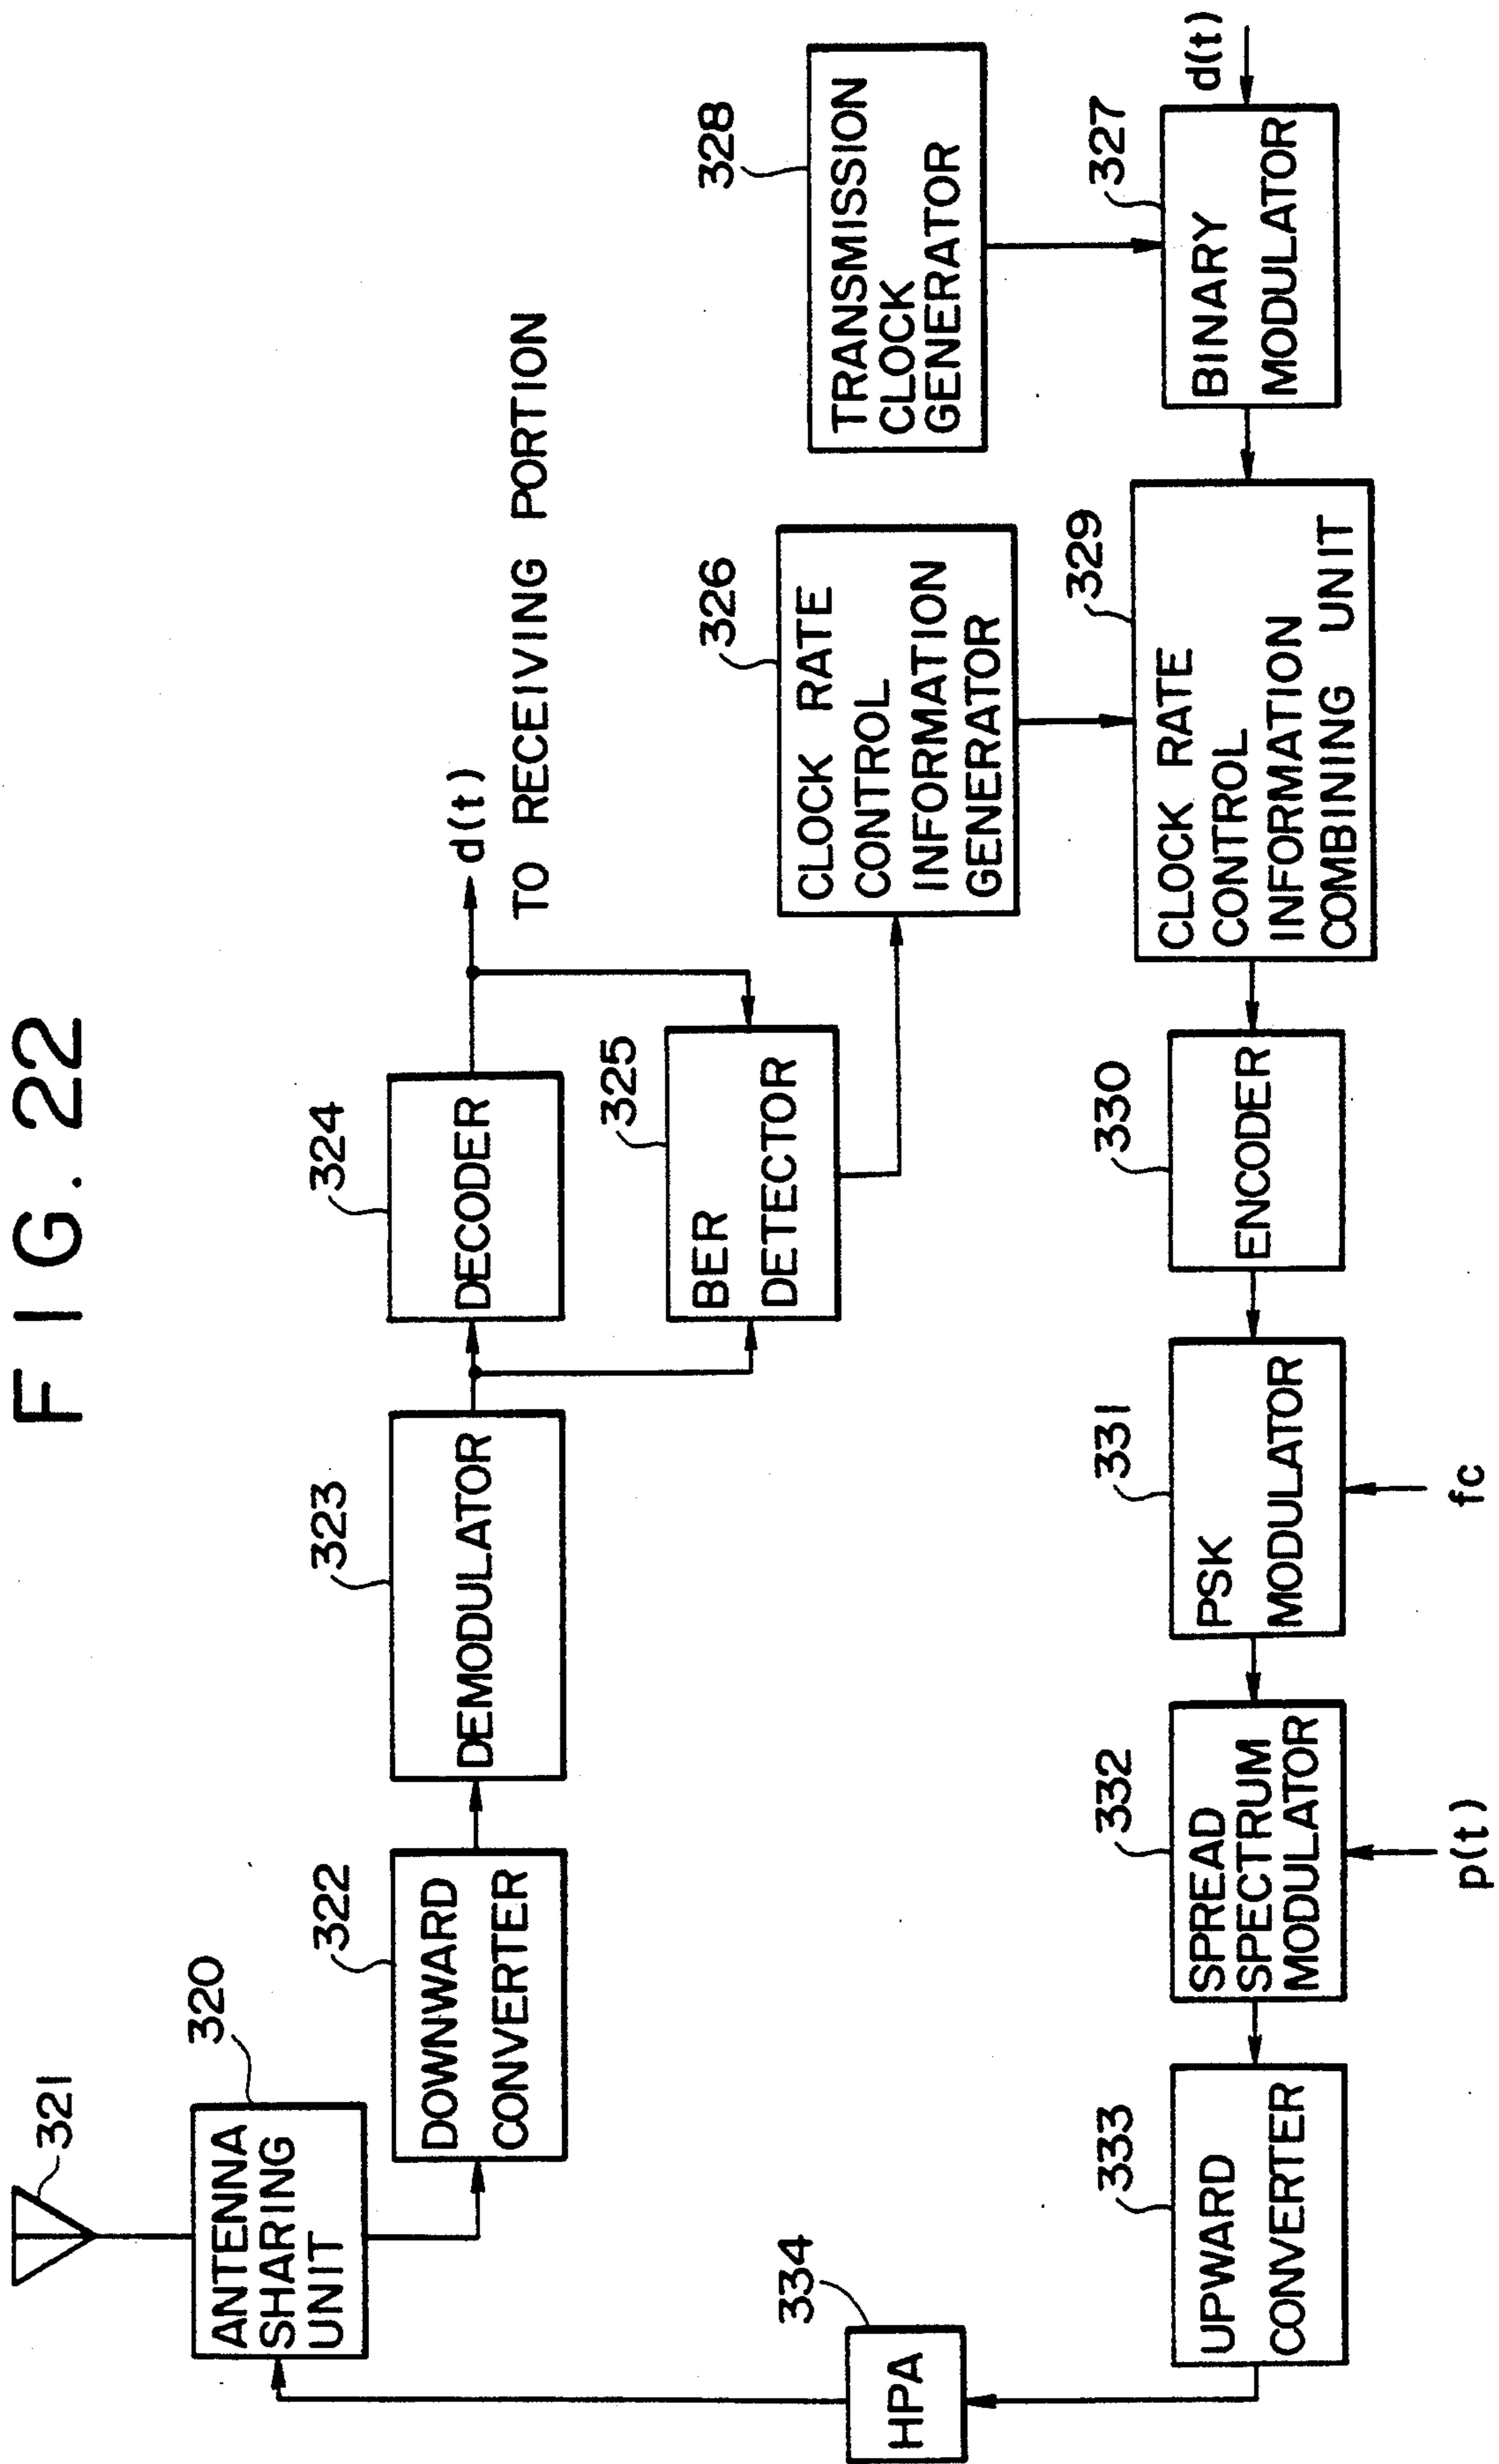 FIG. 22
321
320
ANTENNA
SHARING
UNIT
322
DOWNWARD
CONVERTER
323
DEMODULATOR
324
DECODER
d(t)
TO RECEIVING PORTION
325
BER
DETECTOR
326
CLOCK RATE
CONTROL
INFORMATION
GENERATOR
328
TRANSMISSION
CLOCK
GENERATOR
334
HPA
333
UPWARD
CONVERTER
332
SPREAD
SPECTRUM
MODULATOR
p(t)
331
PSK
MODULATOR
fc
330
ENCODER
329
CLOCK RATE
CONTROL
INFORMATION
COMBINING UNIT
327
BINARY
MODULATOR
d(t)